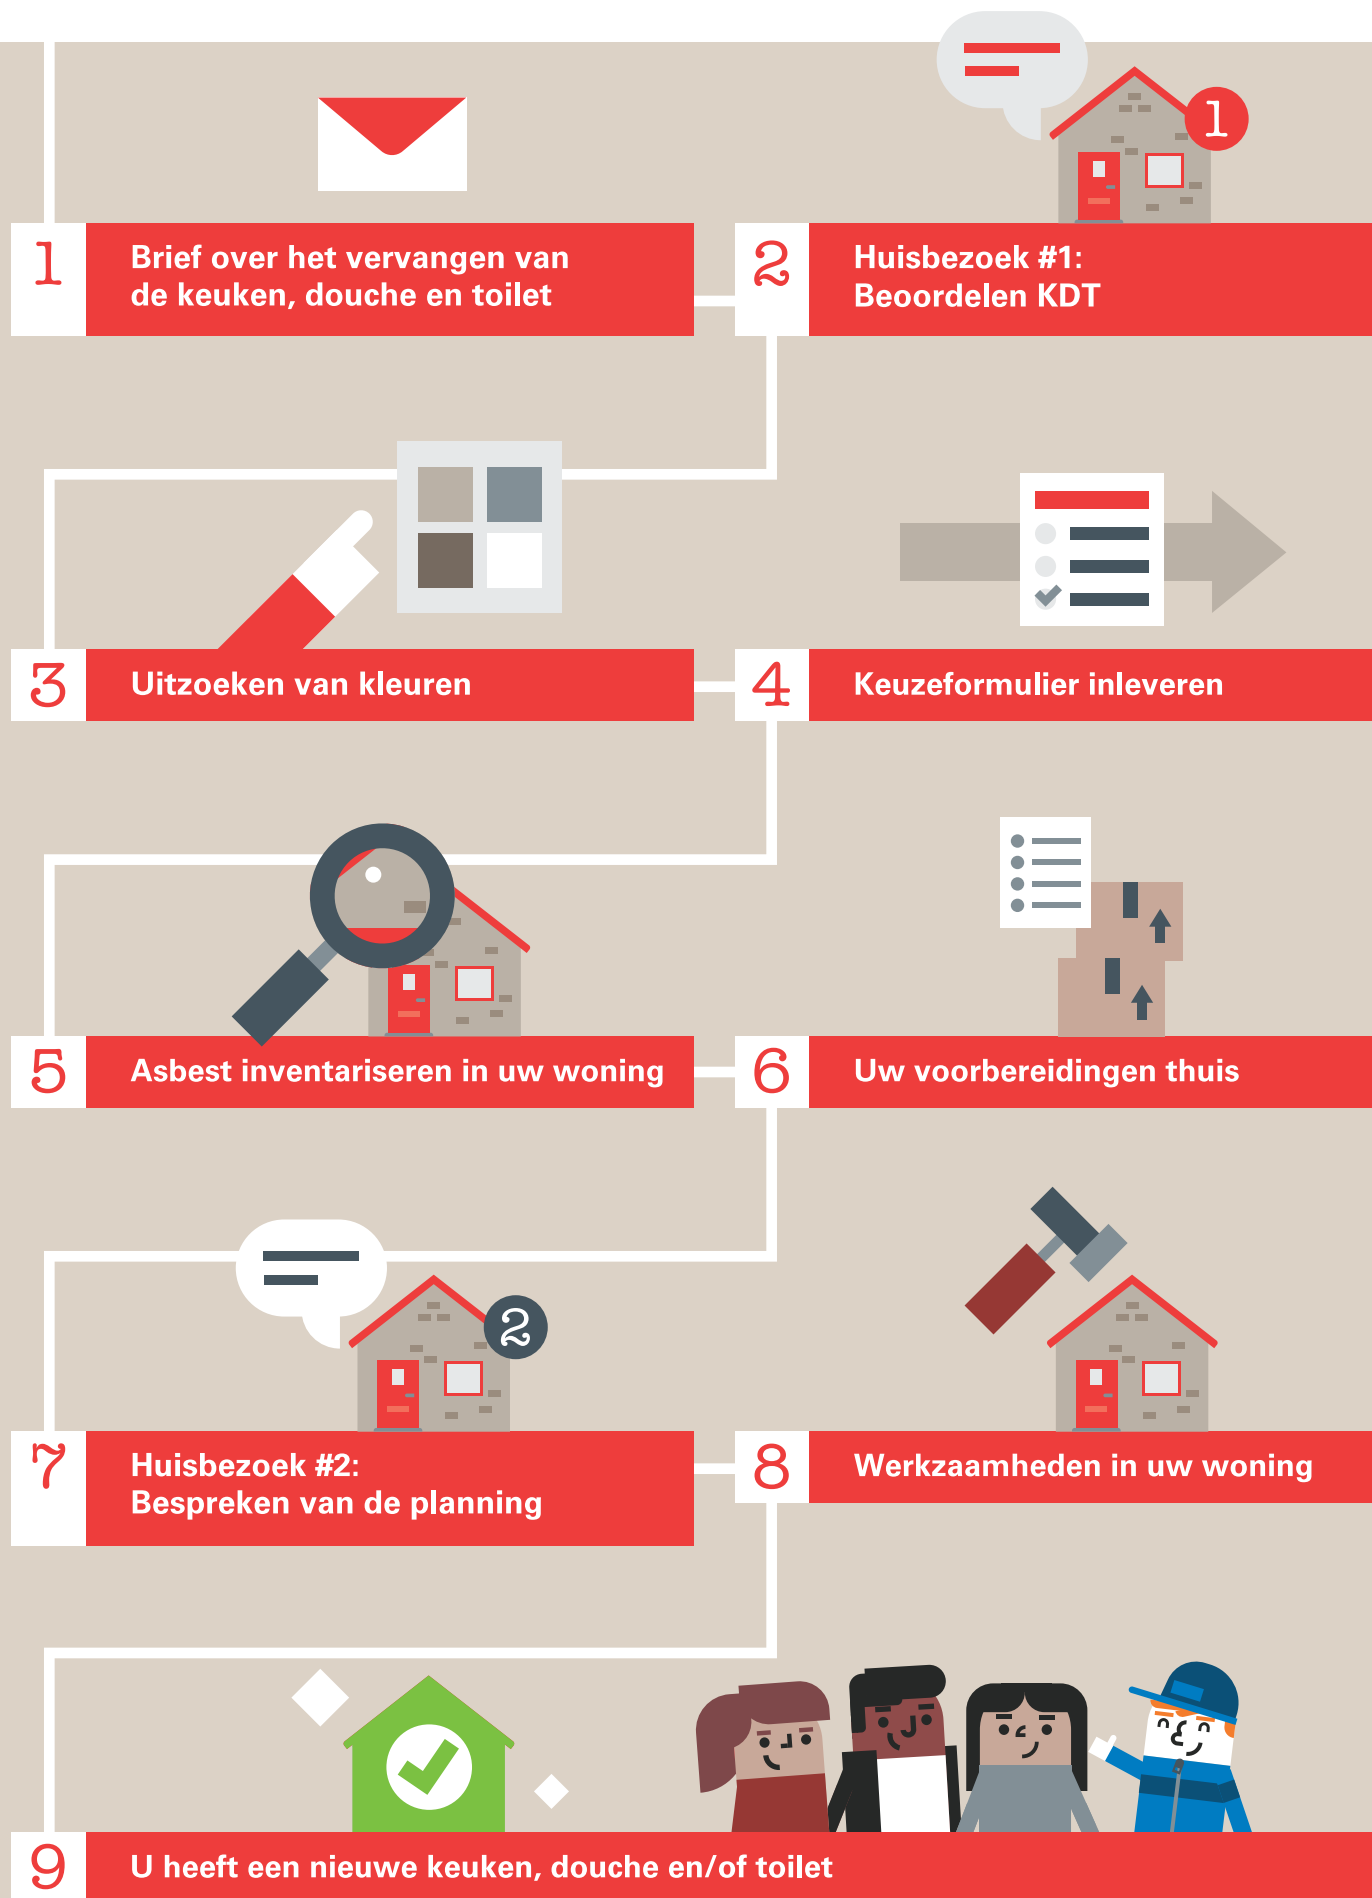 1
1
Brief over het vervangen van
de keuken, douche en toilet
2
Huisbezoek #1:
Beoordelen KDT
3
Uitzoeken van kleuren
4
Keuzeformulier inleveren
5
Asbest inventariseren in uw woning
6
Uw voorbereidingen thuis
2
7
Huisbezoek #2:
Bespreken van de planning
8
Werkzaamheden in uw woning
9
U heeft een nieuwe keuken, douche en/of toilet